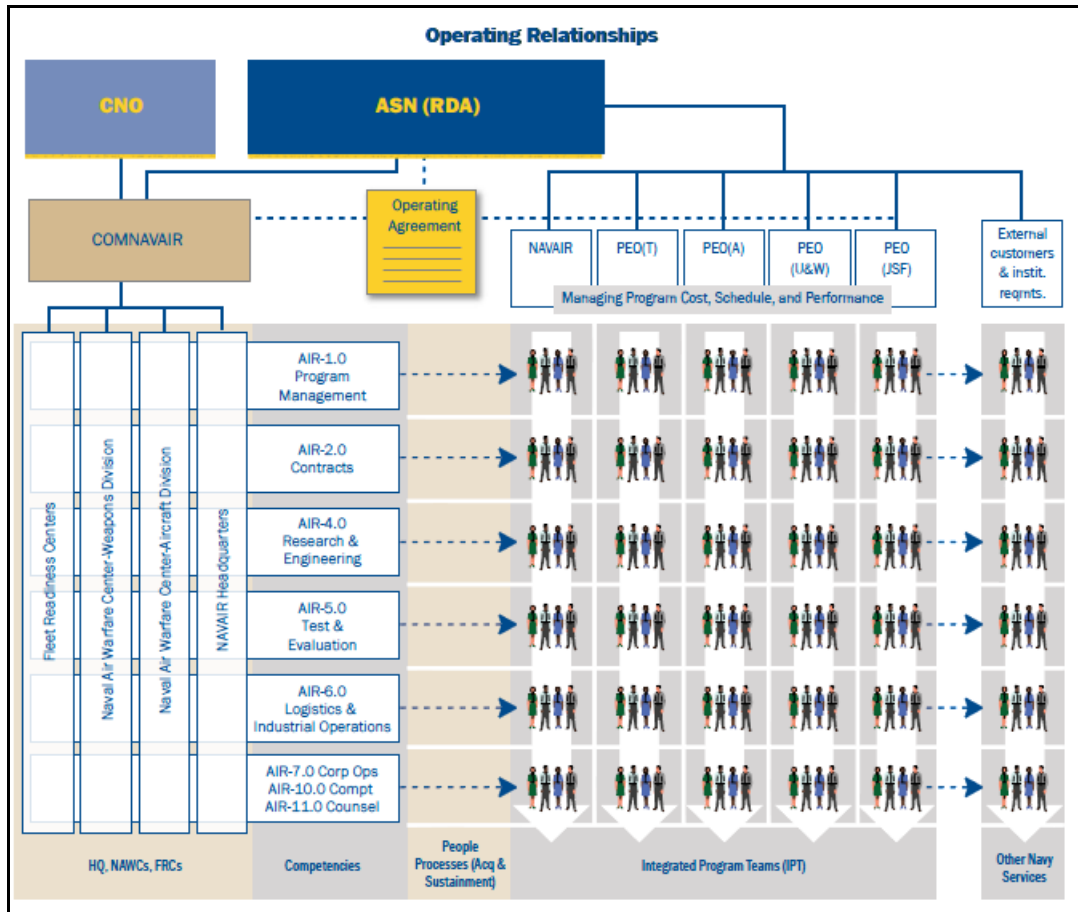 Operating Relationships
CNO
ASN (RDA)
COMNAVAIR
Operating
Agreement
NAVAIR
PEO(T)
PEO(A)
PEO
(U&W)
PEO
(JSF)
External
customers
& instit.
reqmts.
Managing Program Cost, Schedule, and Performance
Fleet Readiness Centers
Naval Air Warfare Center-Weapons Division
Naval Air Warfare Center-Aircraft Division
NAVAIR Headquarters
AIR-1.0
Program
Management
AIR-2.0
Contracts
AIR-4.0
Research &
Engineering
AIR-5.0
Test &
Evaluation
AIR-6.0
Logistics &
Industrial Operations
AIR-7.0 Corp Ops
AIR-10.0 Compt
AIR-11.0 Counsel
HQ, NAWCs, FRCs
Competencies
People
Processes (Acq &
Sustainment)
Integrated Program Teams (IPT)
Other Navy
Services